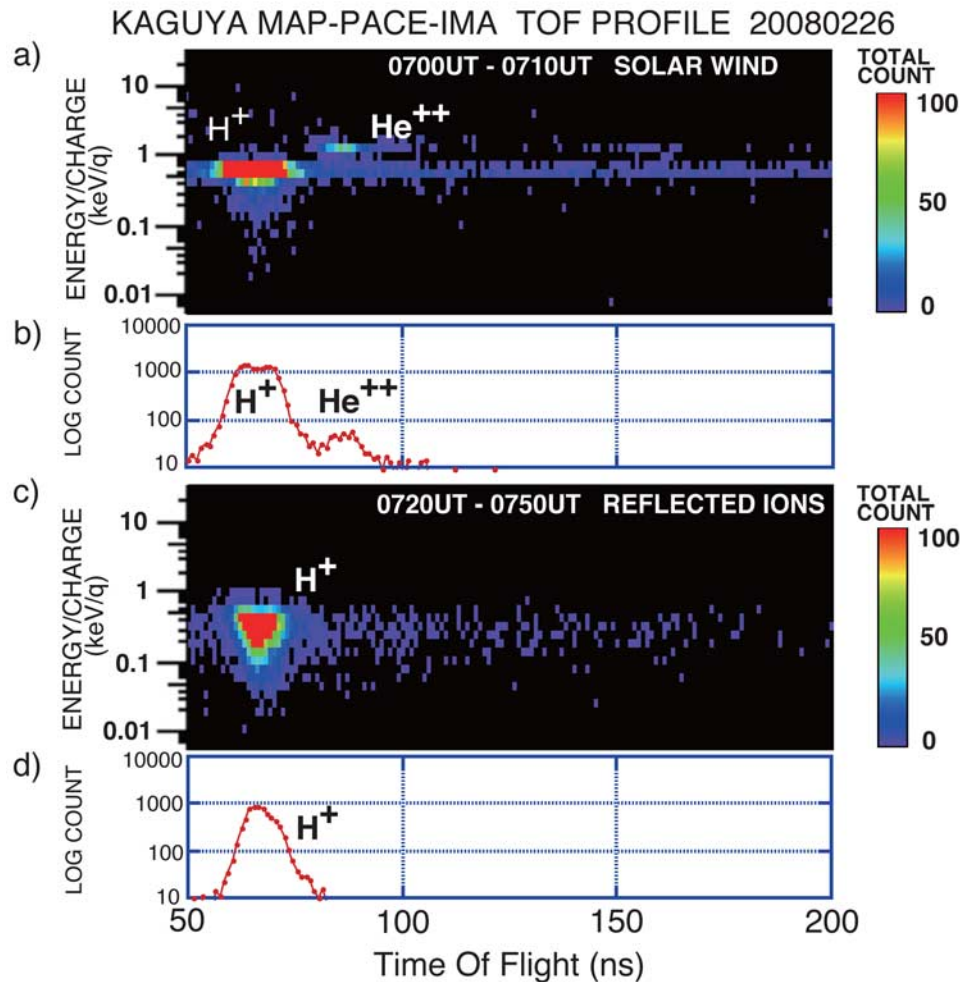 KAGUYA MAP-PACE-IMA TOF PROFILE 20080226
a)
0700UT - 0710UT SOLAR WIND
TOTAL
COUNT
H+
He++
ENERGY/CHARGE
(keV/q)
10
1
0.1
0.01
100
50
0
b)
LOG COUNT
10000
1000
100
10
H+
He++
c)
0720UT - 0750UT REFLECTED IONS
TOTAL
COUNT
H+
ENERGY/CHARGE
(keV/q)
10
1
0.1
0.01
100
50
0
d)
LOG COUNT
10000
1000
100
10
H+
50 100 150 200
Time Of Flight (ns)